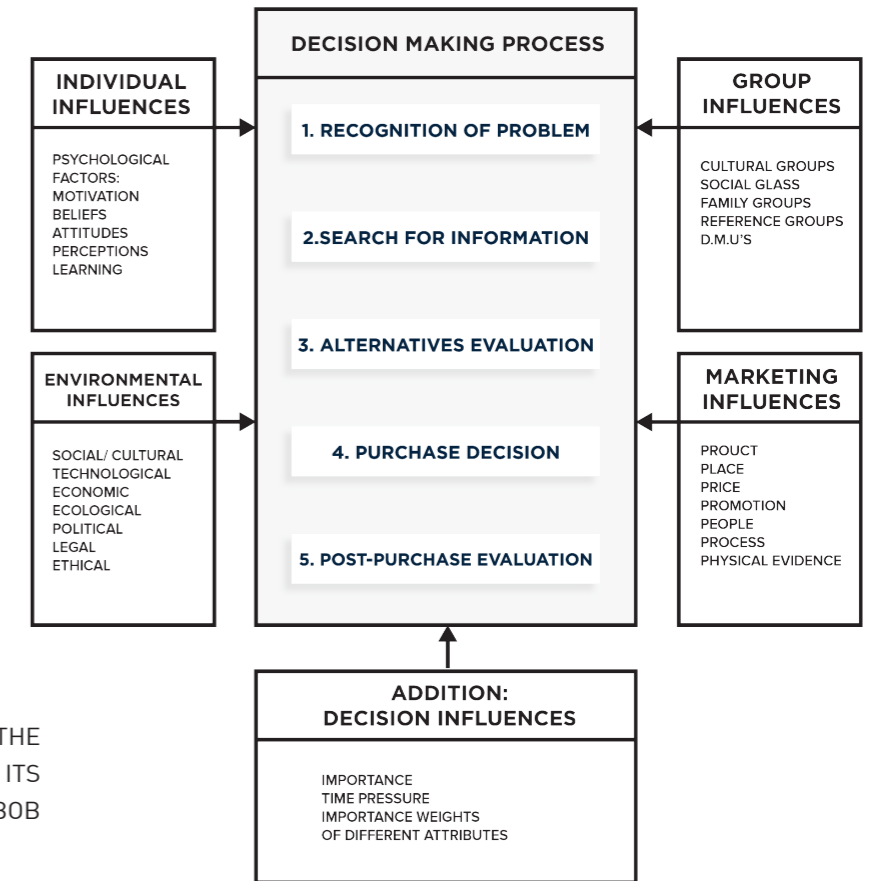 DECISION MAKING PROCESS
1. RECOGNITION OF PROBLEM
2.SEARCH FOR INFORMATION
3. ALTERNATIVES EVALUATION
4. PURCHASE DECISION
5. POST-PURCHASE EVALUATION
INDIVIDUAL
INFLUENCES
PSYCHOLOGICAL
FACTORS:
MOTIVATION
BELIEFS
ATTITUDES
PERCEPTIONS
LEARNING
GROUP
INFLUENCES
CULTURAL GROUPS
SOCIAL GLASS
FAMILY GROUPS
REFERENCE GROUPS
D.M.U'S
ENVIRONMENTAL
INFLUENCES
SOCIAL/ CULTURAL
TECHNOLOGICAL
ECONOMIC
ECOLOGICAL
POLITICAL
LEGAL
ETHICAL
MARKETING
INFLUENCES
PROUCT
PLACE
PRICE
PROMOTION
PEOPLE
PROCESS
PHYSICAL EVIDENCE
ADDITION:
DECISION INFLUENCES
IMPORTANCE
TIME PRESSURE
IMPORTANCE WEIGHTS
OF DIFFERENT ATTRIBUTES
THE
ITS